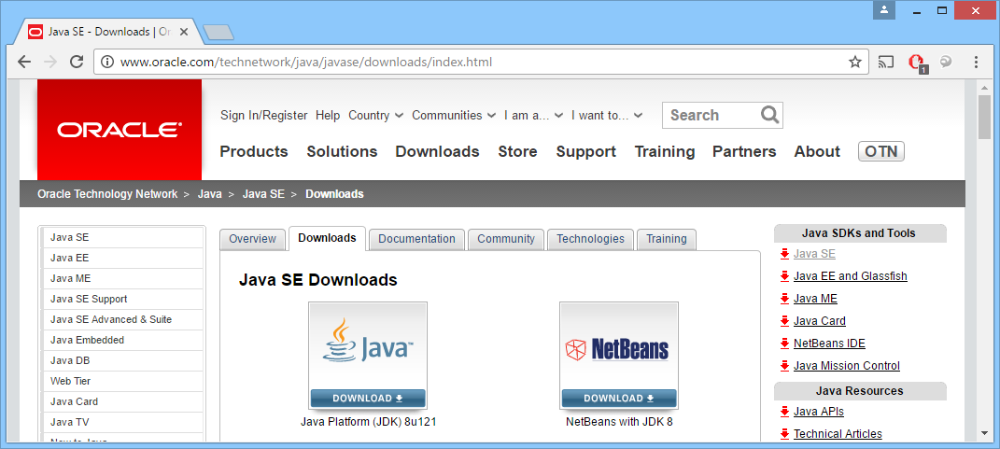 Java SE - Downloads | Or
www.oracle.com/technetwork/java/javase/downloads/index.html
1
ORACLE®
Sign In/Register Help Country Communities I am a... I want to... Search
Products Solutions Downloads Store Support Training Partners About OTN
Oracle Technology Network > Java > Java SE > Downloads
Java SE
Java EE
Java ME
Java SE Support
Java SE Advanced & Suite
Java Embedded
Java DB
Web Tier
Java Card
Java TV
New to Java
Overview Downloads Documentation Community Technologies Training
Java SE Downloads
Java™
DOWNLOAD
Java Platform (JDK) 8u121
NetBeans
DOWNLOAD
NetBeans with JDK 8
Java SDKs and Tools
Java SE
Java EE and Glassfish
Java ME
Java Card
NetBeans IDE
Java Mission Control
Java Resources
Java APIs
Technical Articles